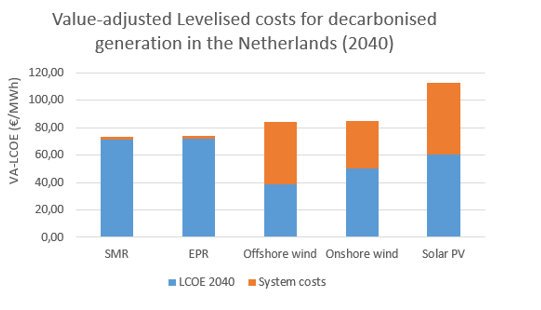 Value-adjusted Levelised costs for decarbonised
generation in the Netherlands (2040)
VA-LCOE (€/MWh)
120,00
100,00
80,00
60,00
40,00
20,00
0,00
SMR EPR Offshore wind Onshore wind Solar PV
LCOE 2040 System costs